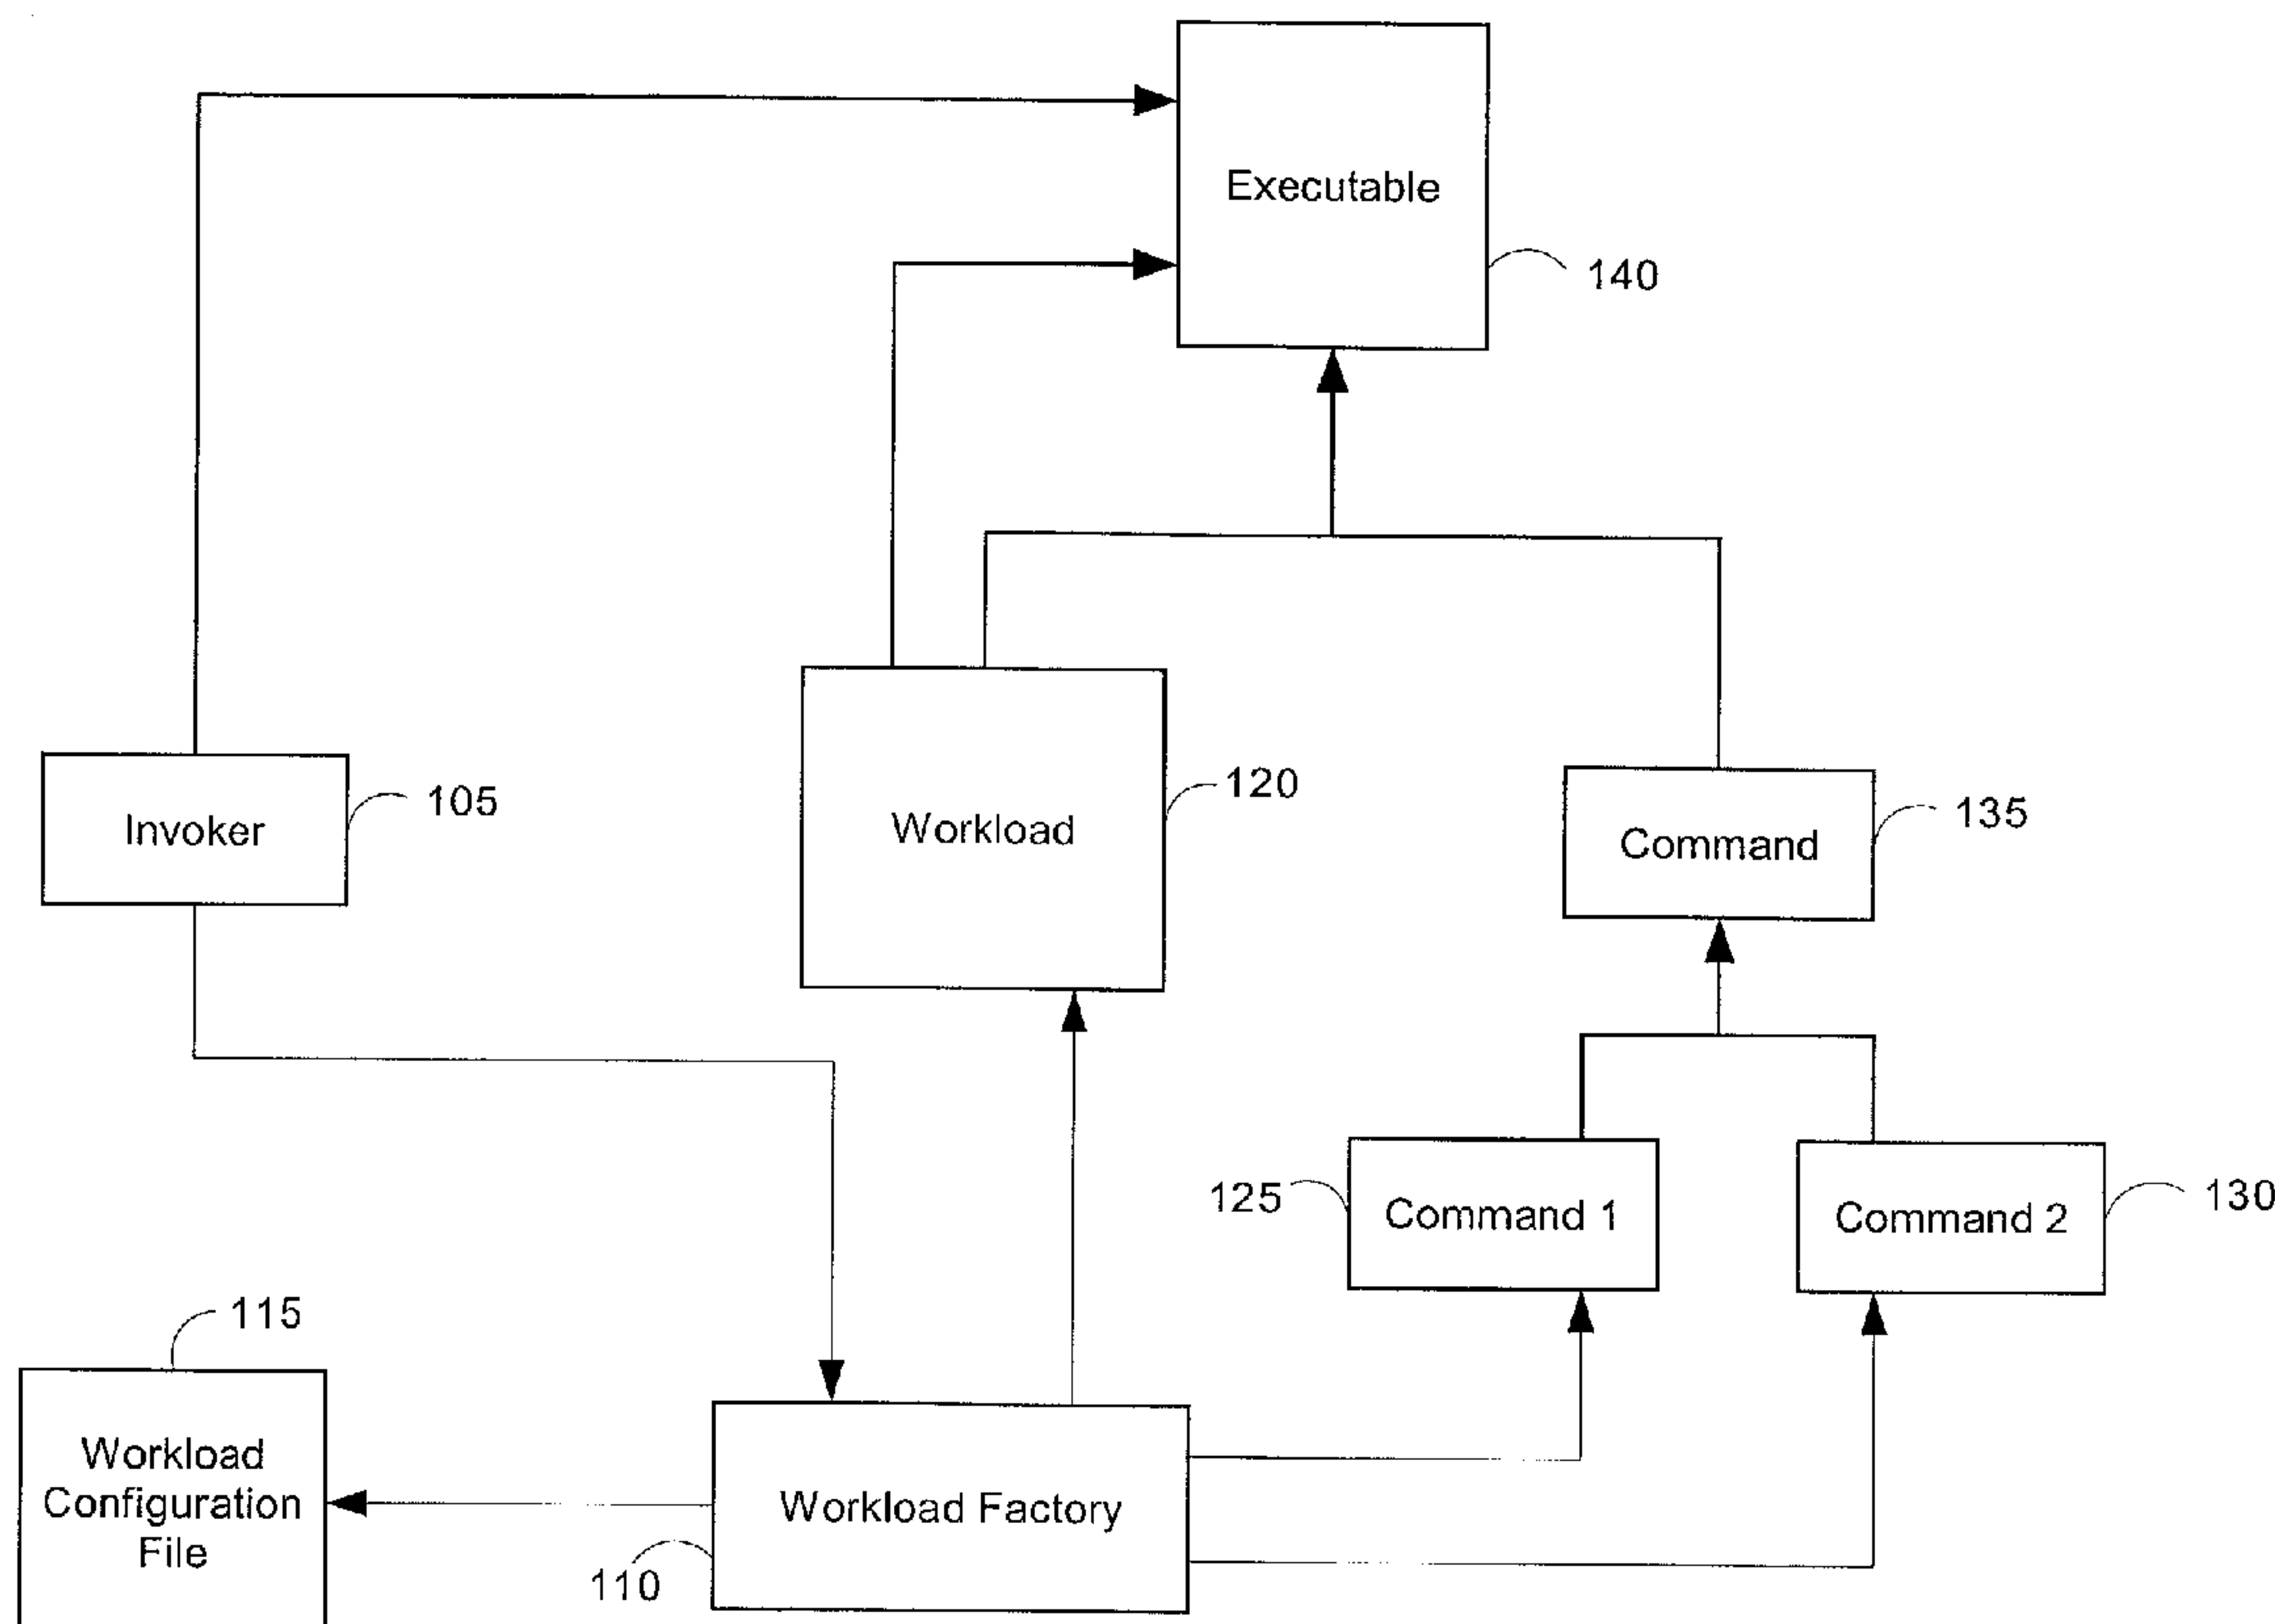 Executable
140
Invoker
105
Workload
120
Command
135
125
Command 1
Command 2
130
115
Workload
Configuration
File
Workload Factory
110